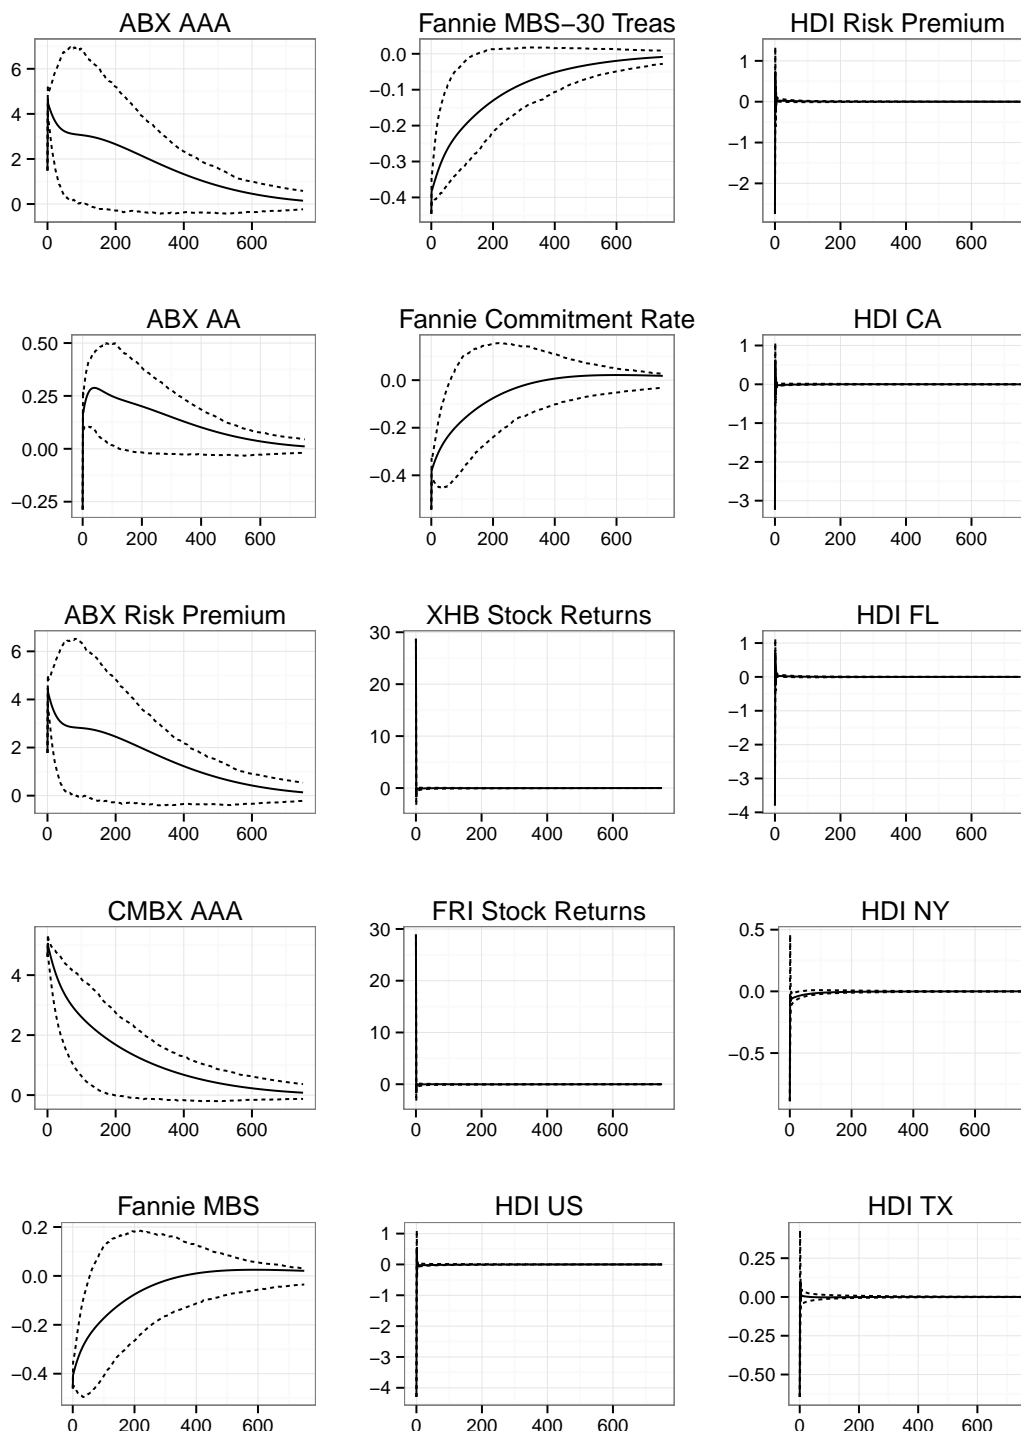 ABX AAA
6
4
2
0
0 200 400 600
Fannie MBS−30 Treas
0.0
−0.1
−0.2
−0.3
−0.4
0 200 400 600
HDI Risk Premium
1
0
−1
−2
0 200 400 600
ABX AA
0.50
0.25
0.00
−0.25
0 200 400 600
Fannie Commitment Rate
0.0
−0.2
−0.4
0 200 400 600
HDI CA
1
0
−1
−2
−3
0 200 400 600
ABX Risk Premium
6
4
2
0
0 200 400 600
XHB Stock Returns
30
20
10
0
0 200 400 600
HDI FL
1
0
−1
−2
−3
−4
0 200 400 600
CMBX AAA
4
2
0
0 200 400 600
FRI Stock Returns
30
20
10
0
0 200 400 600
HDI NY
0.5
0.0
−0.5
0 200 400 600
Fannie MBS
0.2
0.0
−0.2
−0.4
0 200 400 600
HDI US
1
0
−1
−2
−3
−4
0 200 400 600
HDI TX
0.25
0.00
−0.25
−0.50
0 200 400 600